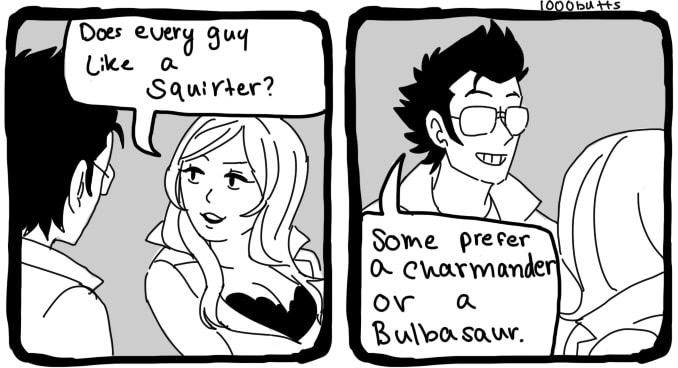 Does every guy
Like a
Squirter?
1000butts
Some prefer
a charmander
or a
Bulbasaur.